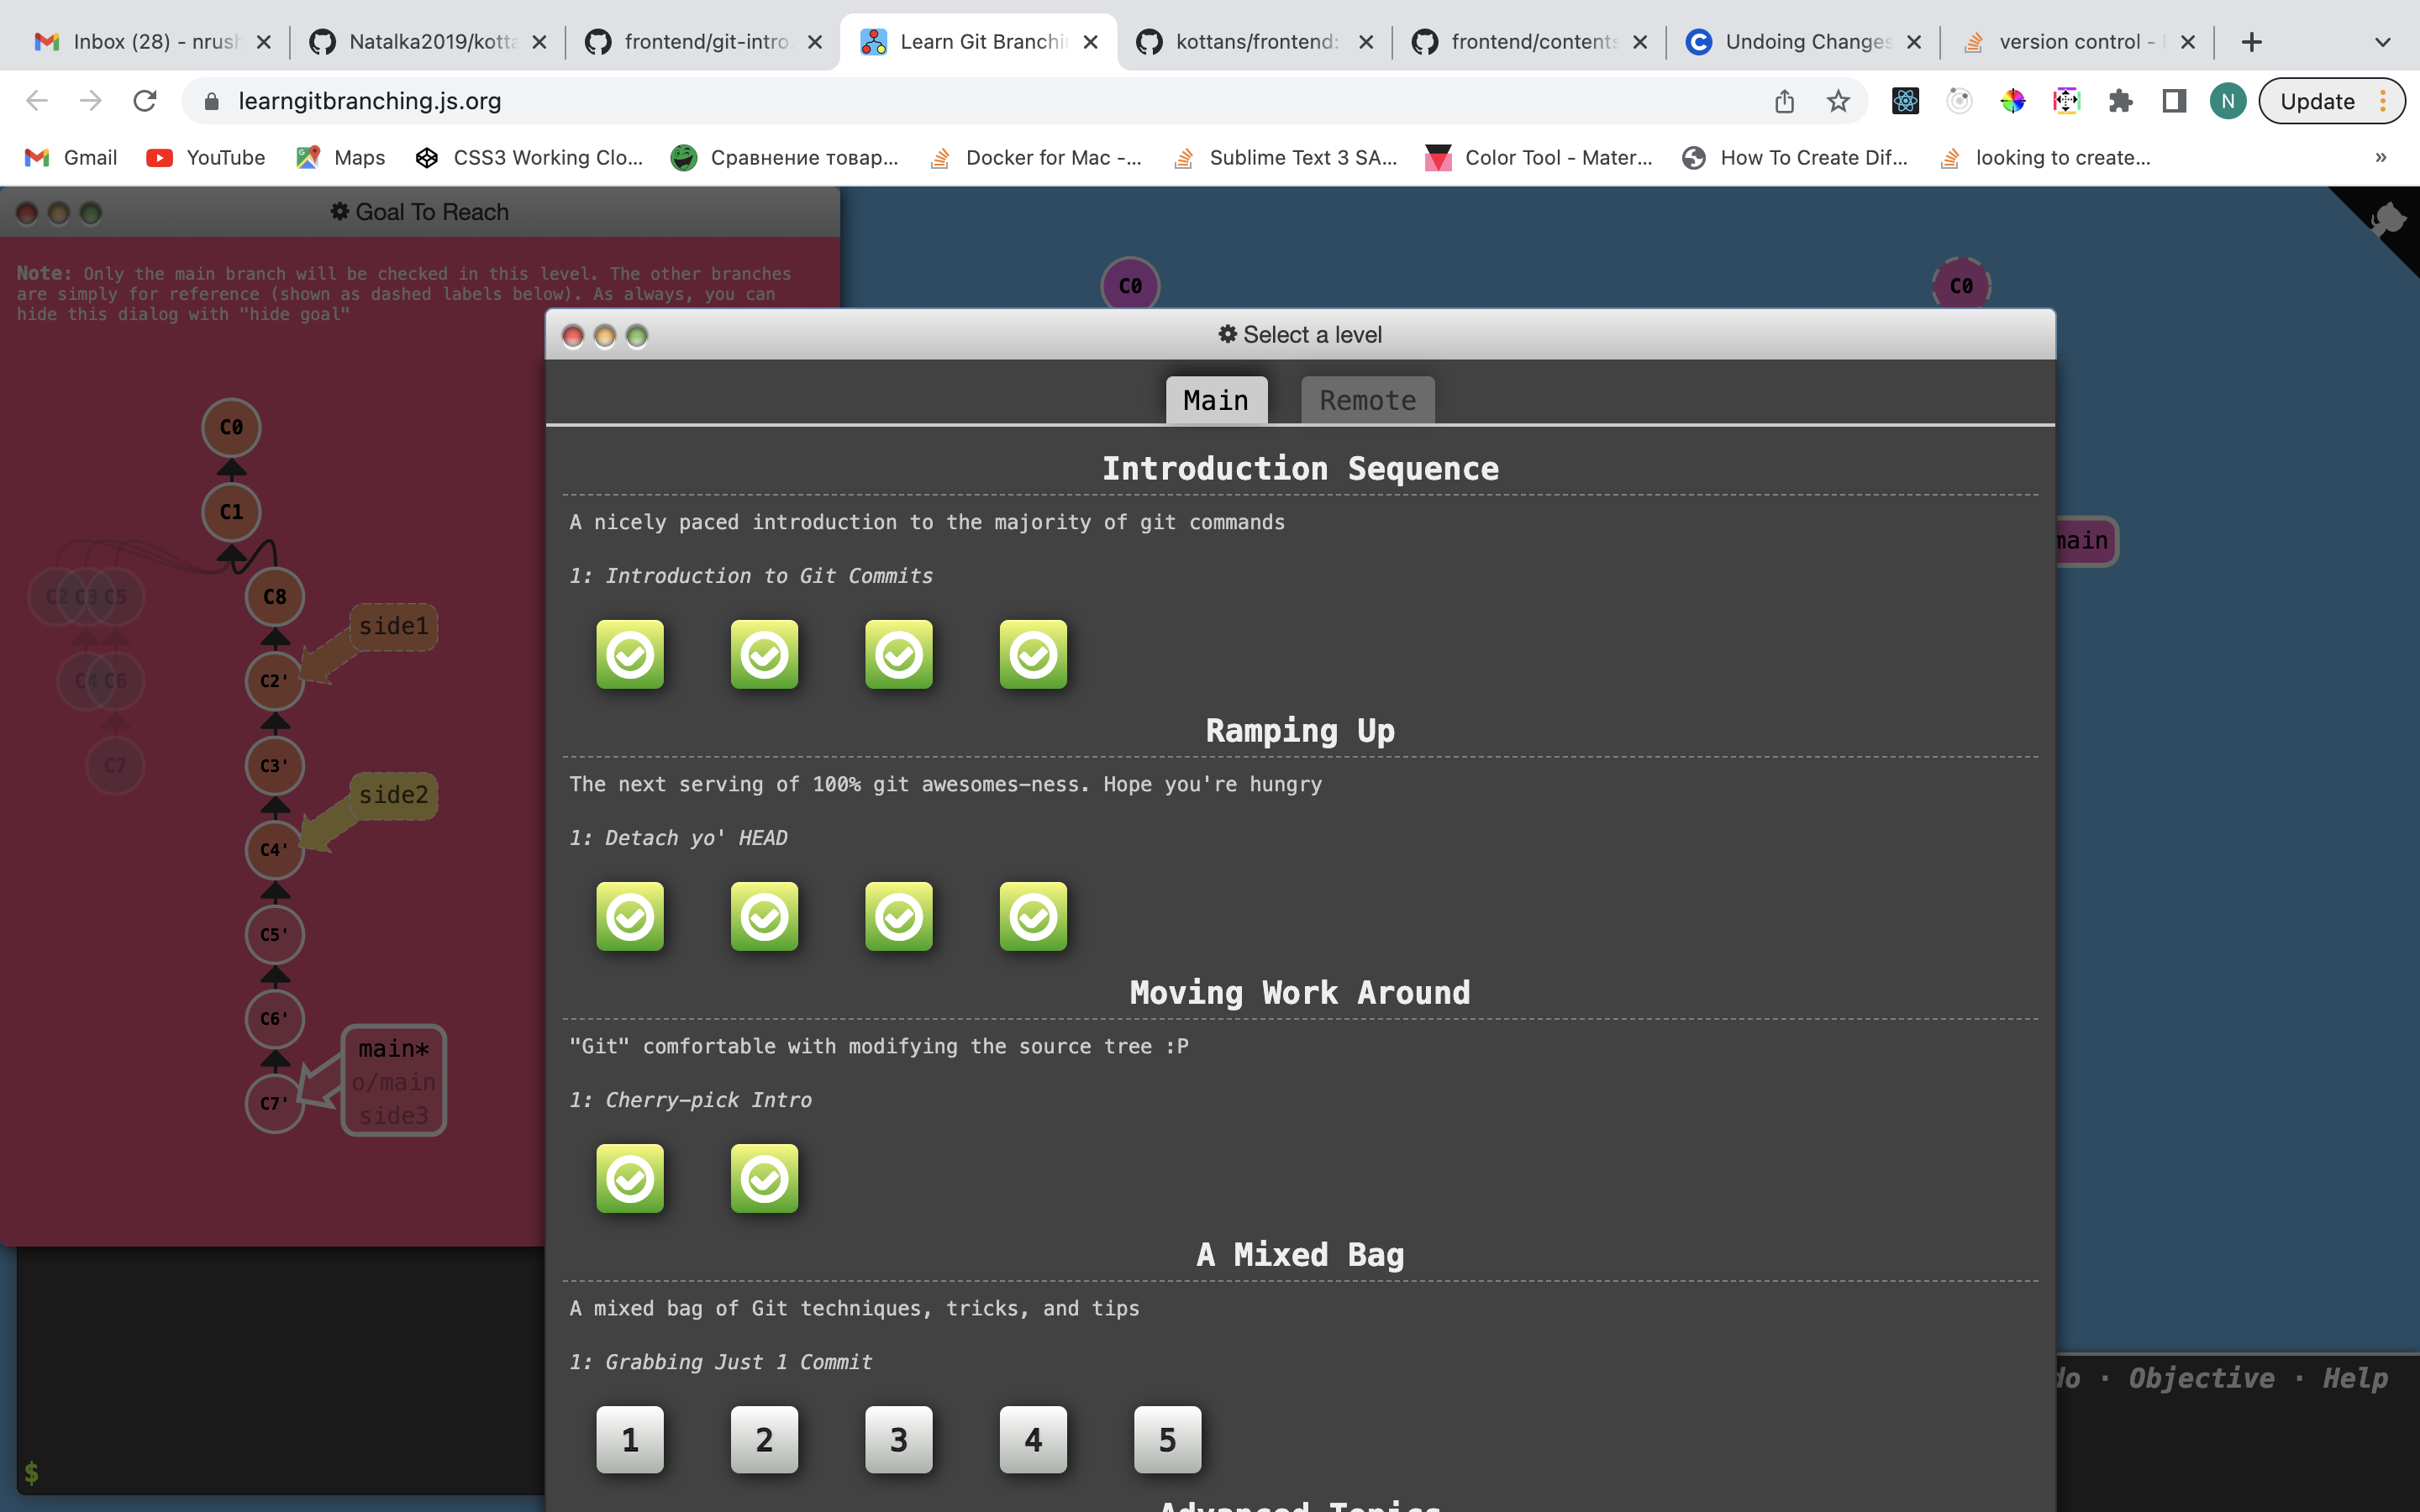 Inbox (28) - nrush
Natalka2019/kotta
frontend/git-intro.
Learn Git Branchin
kottans/frontend:
frontend/contents
Undoing Changes
version control -
learngitbranching.js.org
N
Update
Gmail
YouTube
Maps
CSS3 Working Clo...
Сравнение товар...
Docker for Mac -...
Sublime Text 3 SA...
Color Tool - Mater...
How To Create Dif...
looking to create...
»
Goal To Reach
Note: Only the main branch will be checked in this level. The other branches
are simply for reference (shown as dashed labels below). As always, you can
hide this dialog with "hide goal"
C0
C1
C2 C3 C5
C8
side1
C4 C6
C2'
C7
C3'
side2
C4'
C5'
C6'
main*
o/main
C7'
side3
$
C0
C0
main
Select a level
Main
Remote
Introduction Sequence
A nicely paced introduction to the majority of git commands
1: Introduction to Git Commits
Ramping Up
The next serving of 100% git awesomes-ness. Hope you're hungry
1: Detach yo' HEAD
Moving Work Around
"Git" comfortable with modifying the source tree :P
1: Cherry-pick Intro
A Mixed Bag
A mixed bag of Git techniques, tricks, and tips
1: Grabbing Just 1 Commit
1 2 3 4 5
Advanced Topics
do · Objective · Help